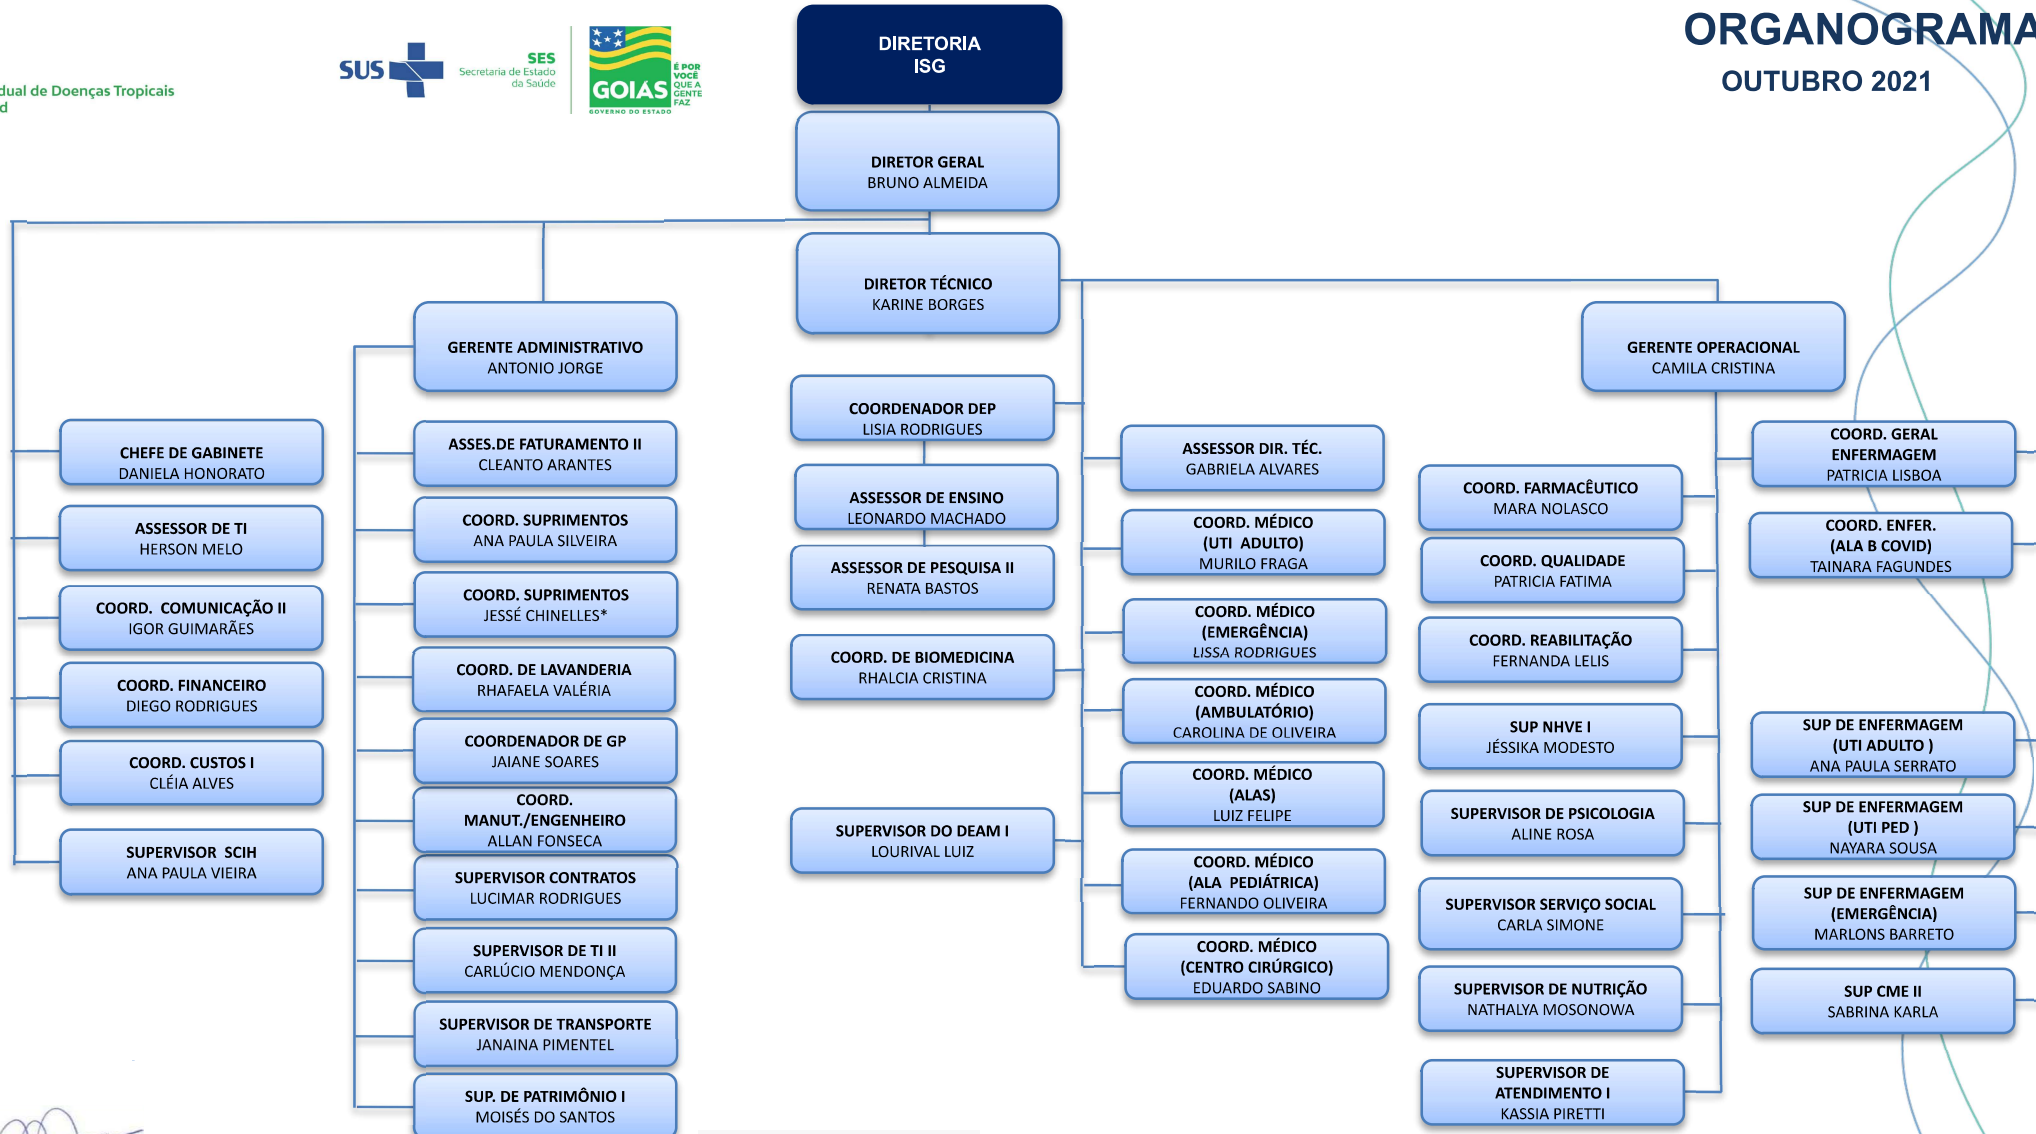 dual de Doenças Tropicais
d
SUS
SES
Secretaria de Estado
da Saúde
GOIÁS
GOVERNO DO ESTADO
É POR
VOCÊ
QUE A
GENTE
FAZ
DIRETORIA
ISG
ORGANOGRAMA
OUTUBRO 2021
DIRETOR GERAL
BRUNO ALMEIDA
DIRETOR TÉCNICO
KARINE BORGES
GERENTE ADMINISTRATIVO
ANTONIO JORGE
GERENTE OPERACIONAL
CAMILA CRISTINA
CHEFE DE GABINETE
DANIELA HONORATO
ASSESSOR DE TI
HERSON MELO
COORD. COMUNICAÇÃO II
IGOR GUIMARÃES
COORD. FINANCEIRO
DIEGO RODRIGUES
COORD. CUSTOS I
CLÉIA ALVES
SUPERVISOR SCIH
ANA PAULA VIEIRA
ASSES.DE FATURAMENTO II
CLEANTO ARANTES
COORD. SUPRIMENTOS
ANA PAULA SILVEIRA
COORD. SUPRIMENTOS
JESSÉ CHINELLES*
COORD. DE LAVANDERIA
RHAFAELA VALÉRIA
COORDENADOR DE GP
JAIANE SOARES
COORD.
MANUT./ENGENHEIRO
ALLAN FONSECA
SUPERVISOR CONTRATOS
LUCIMAR RODRIGUES
SUPERVISOR DE TI II
CARLÚCIO MENDONÇA
SUPERVISOR DE TRANSPORTE
JANAINA PIMENTEL
SUP. DE PATRIMÔNIO I
MOISÉS DO SANTOS
COORDENADOR DEP
LISIA RODRIGUES
ASSESSOR DE ENSINO
LEONARDO MACHADO
ASSESSOR DE PESQUISA II
RENATA BASTOS
COORD. DE BIOMEDICINA
RHALCIA CRISTINA
SUPERVISOR DO DEAM I
LOURIVAL LUIZ
ASSESSOR DIR. TÉC.
GABRIELA ALVARES
COORD. MÉDICO
(UTI ADULTO)
MURILO FRAGA
COORD. MÉDICO
(EMERGÊNCIA)
LISSA RODRIGUES
COORD. MÉDICO
(AMBULATÓRIO)
CAROLINA DE OLIVEIRA
COORD. MÉDICO
(ALAS)
LUIZ FELIPE
COORD. MÉDICO
(ALA PEDIÁTRICA)
FERNANDO OLIVEIRA
COORD. MÉDICO
(CENTRO CIRÚRGICO)
EDUARDO SABINO
COORD. FARMACÊUTICO
MARA NOLASCO
COORD. QUALIDADE
PATRICIA FATIMA
COORD. REABILITAÇÃO
FERNANDA LELIS
SUP NHVE I
JÉSSIKA MODESTO
SUPERVISOR DE PSICOLOGIA
ALINE ROSA
SUPERVISOR SERVIÇO SOCIAL
CARLA SIMONE
SUPERVISOR DE NUTRIÇÃO
NATHALYA MOSONOWA
SUPERVISOR DE
ATENDIMENTO I
KASSIA PIRETTI
COORD. GERAL
ENFERMAGEM
PATRICIA LISBOA
COORD. ENFER.
(ALA B COVID)
TAINARA FAGUNDES
SUP DE ENFERMAGEM
(UTI ADULTO )
ANA PAULA SERRATO
SUP DE ENFERMAGEM
(UTI PED )
NAYARA SOUSA
SUP DE ENFERMAGEM
(EMERGÊNCIA)
MARLONS BARRETO
SUP CME II
SABRINA KARLA